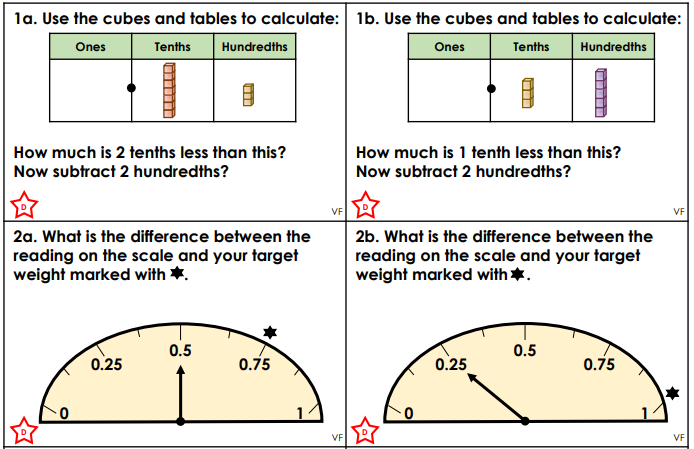 1a. Use the cubes and tables to calculate:
Ones Tenths Hundredths
How much is 2 tenths less than this?
Now subtract 2 hundredths?
D
VF
1b. Use the cubes and tables to calculate:
Ones Tenths Hundredths
How much is 1 tenth less than this?
Now subtract 2 hundredths?
D
VF
2a. What is the difference between the
reading on the scale and your target
weight marked with ✶.
0 0.25 0.5 0.75 1
D
VF
2b. What is the difference between the
reading on the scale and your target
weight marked with ✶.
0 0.25 0.5 0.75 1
D
VF